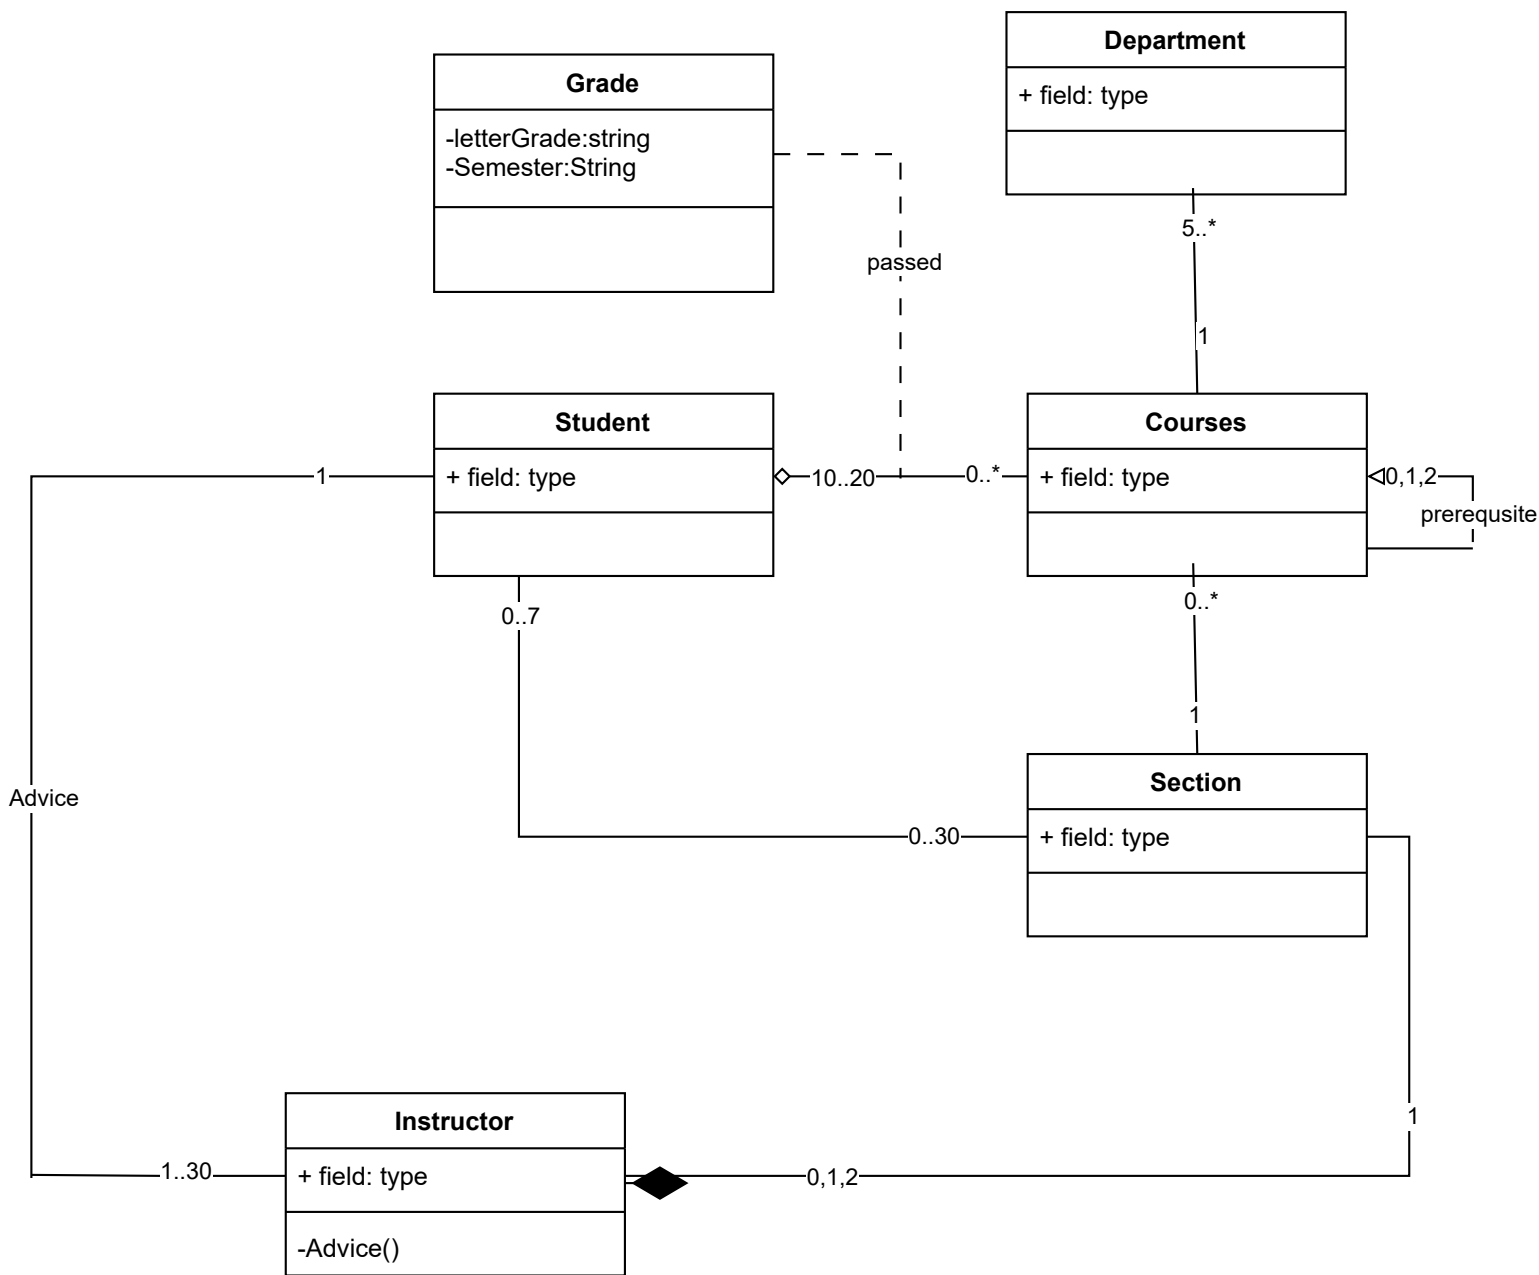 Department
+ field: type
Grade
-letterGrade:string
-Semester:String
5..*
passed
1
Student
+ field: type
Courses
+ field: type
1
10..20
0..*
0,1,2
prerequsite
0..7
0..*
1
Advice
Section
+ field: type
0..30
1
Instructor
+ field: type
-Advice()
1..30
0,1,2